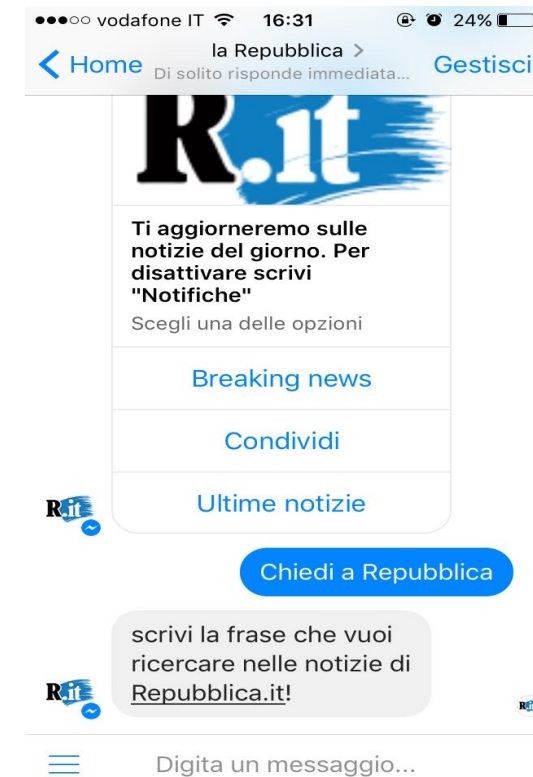 vodafone IT 16:31 24%
Home la Repubblica > Gestisci
Di solito risponde immediata...
R.it
Ti aggiorneremo sulle
notizie del giorno. Per
disattivare scrivi
"Notifiche"
Scegli una delle opzioni
Breaking news
Condividi
R.it Ultime notizie
Chiedi a Repubblica
scrivi la frase che vuoi
ricercare nelle notizie di
R.it Repubblica.it!
Digita un messaggio...